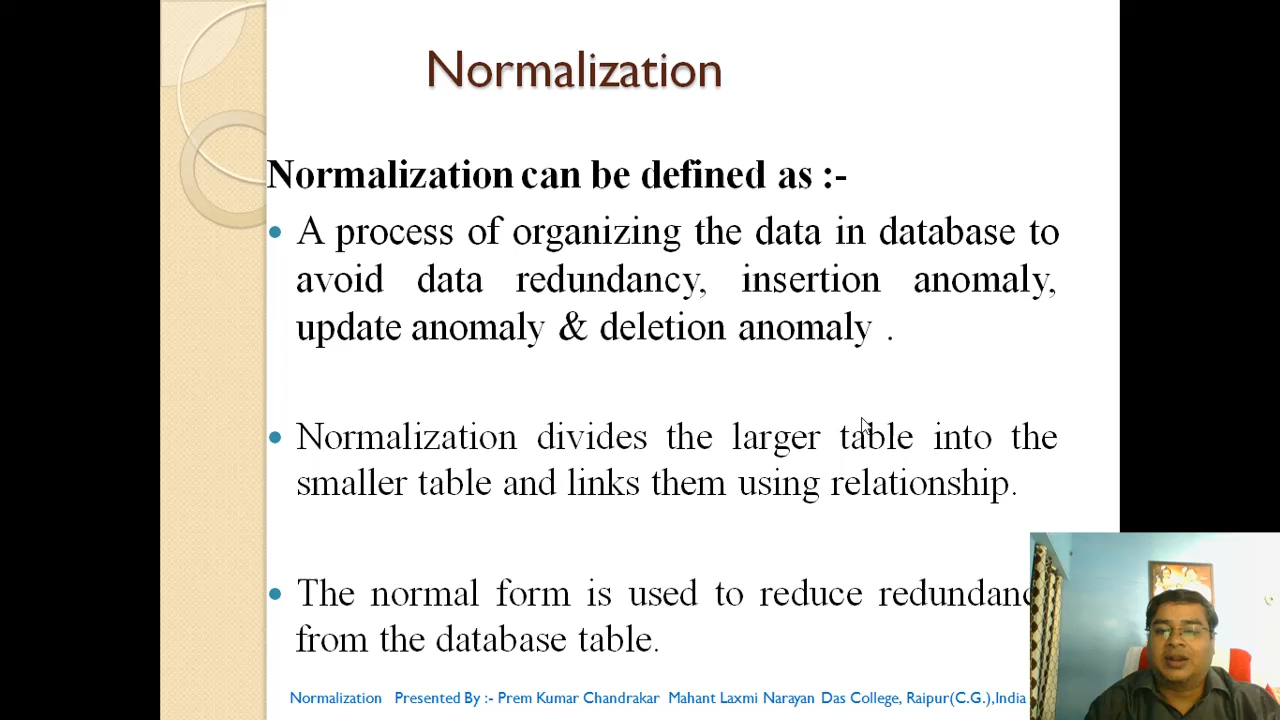 Normalization
Normalization can be defined as :-
• A process of organizing the data in database to
avoid data redundancy, insertion anomaly,
update anomaly & deletion anomaly .
• Normalization divides the larger table into the
smaller table and links them using relationship.
• The normal form is used to reduce redundanc
from the database table.
Normalization Presented By :- Prem Kumar Chandrakar Mahant Laxmi Narayan Das College, Raipur(C.G.),India